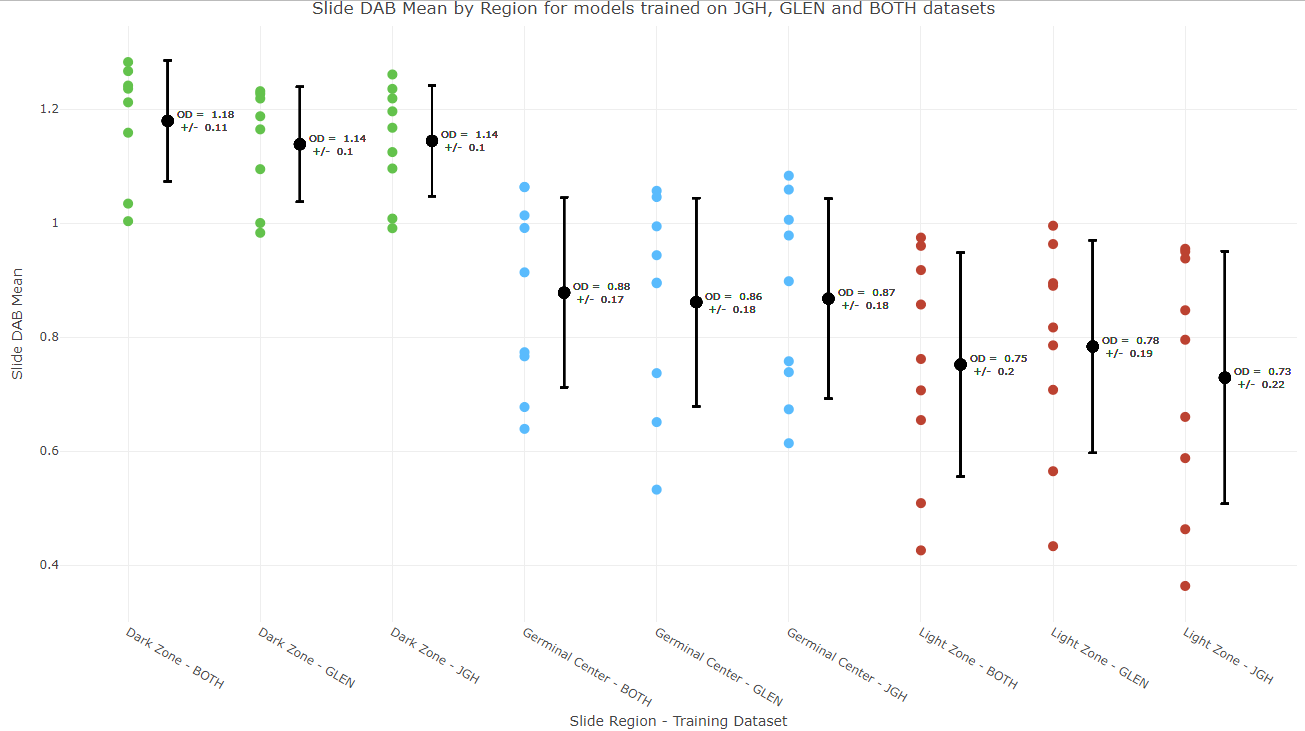 Slide DAB Mean by Region for models trained on JGH, GLEN and BOTH datasets
Slide DAB Mean
1.2
1
0.8
0.6
0.4
OD = 1.18
+/- 0.11
OD = 1.14
+/- 0.1
OD = 1.14
+/- 0.1
OD = 0.88
+/- 0.17
OD = 0.86
+/- 0.18
OD = 0.87
+/- 0.18
OD = 0.75
+/- 0.2
OD = 0.78
+/- 0.19
OD = 0.73
+/- 0.22
Dark Zone - BOTH
Dark Zone - GLEN
Dark Zone - JGH
Germinal Center - BOTH
Germinal Center - GLEN
Germinal Center - JGH
Light Zone - BOTH
Light Zone - GLEN
Light Zone - JGH
Slide Region - Training Dataset